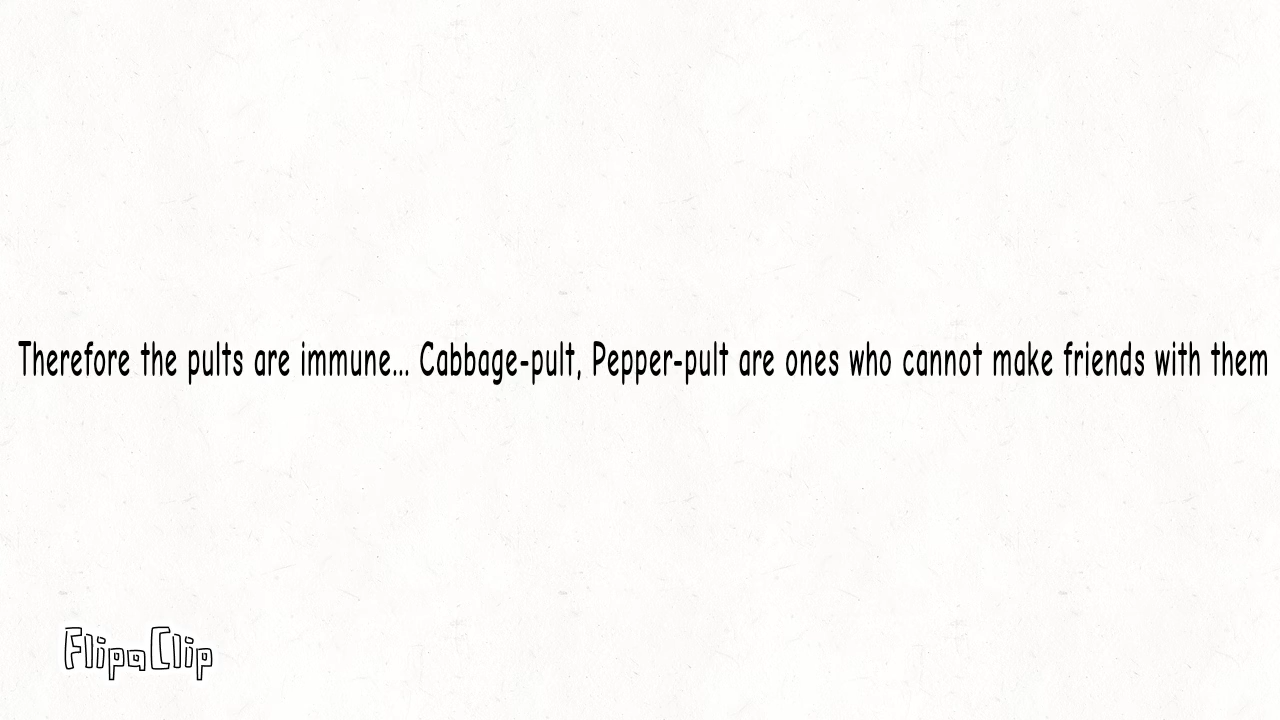 Therefore the pults are immune... Cabbage-pult, Pepper-pult are ones who cannot make friends with them
FlipaClip